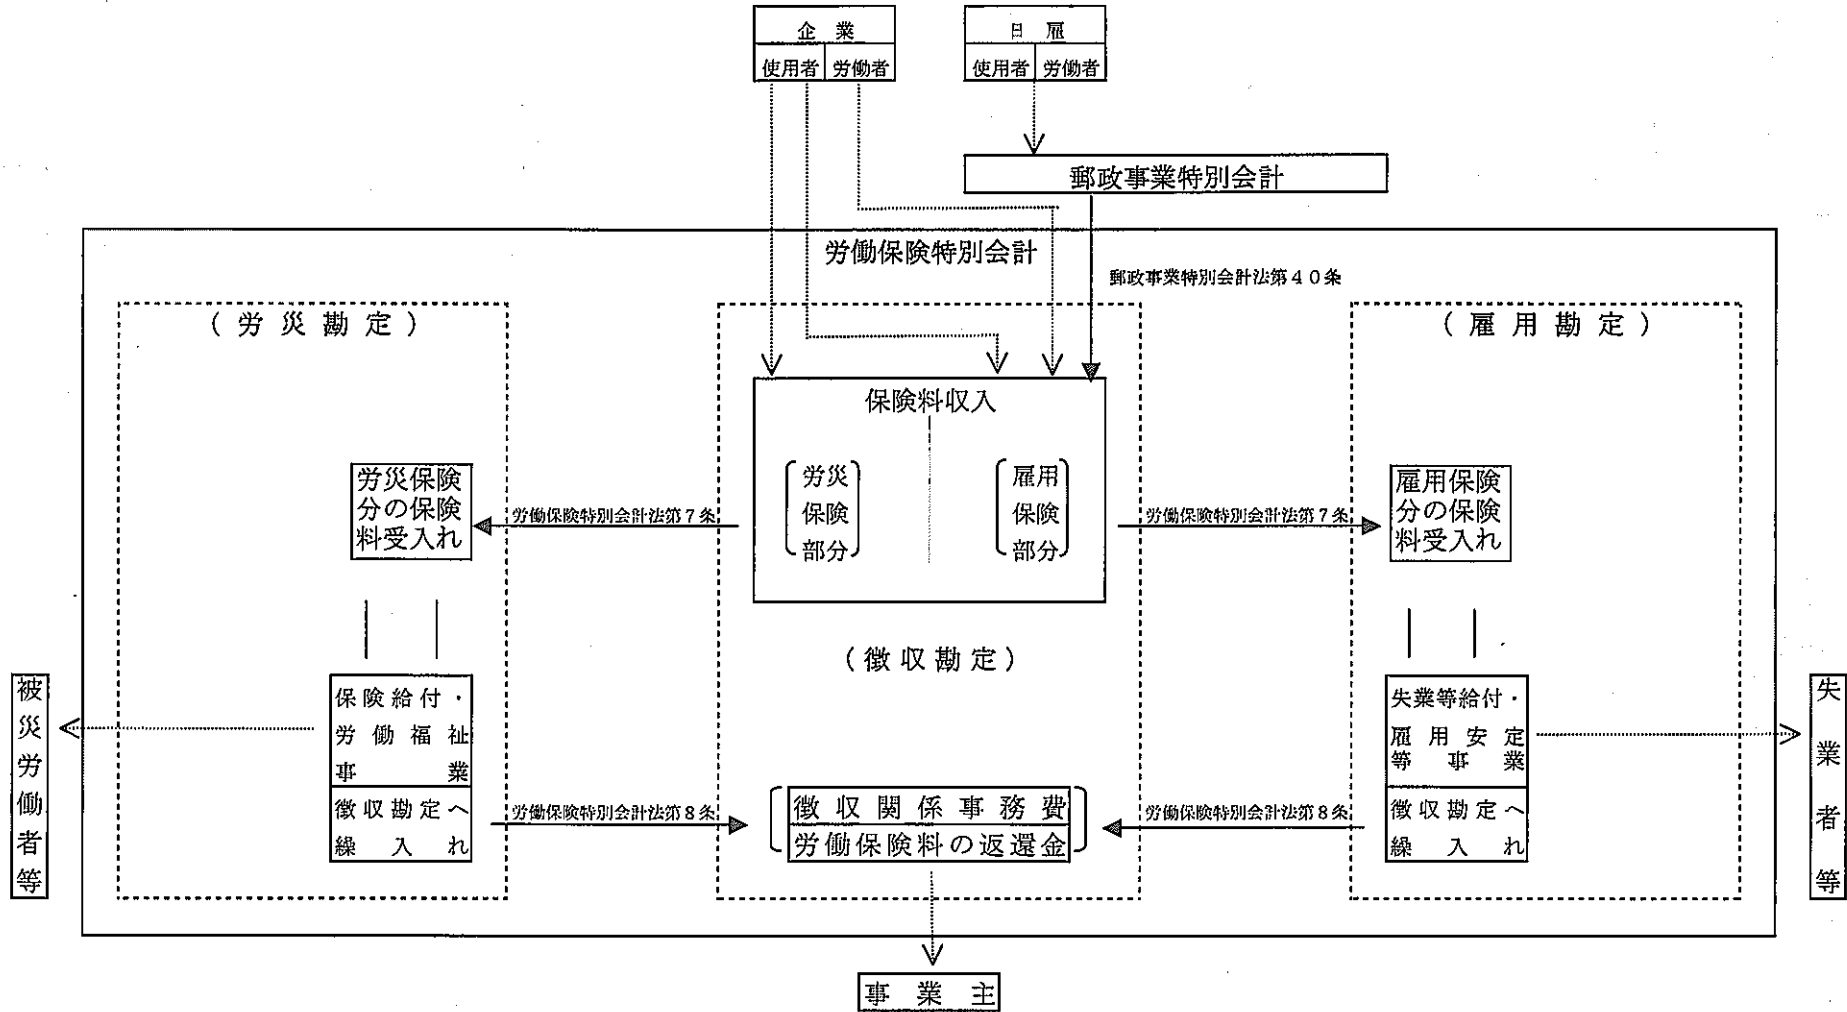 企業
使用者 労働者
日雇
使用者 労働者
郵政事業特別会計
労働保険特別会計
郵政事業特別会計法第40条
(労災勘定)
(雇用勘定)
保険料収入
労災
保険
部分
雇用
保険
部分
労災保険
分の保険
料受入れ
労働保険特別会計法第7条
労働保険特別会計法第7条
雇用保険
分の保険
料受入れ
(徴収勘定)
被災労働者等
保険給付・
労働福祉
事業
徴収勘定へ
繰入れ
労働保険特別会計法第8条
徴収関係事務費
労働保険料の返還金
労働保険特別会計法第8条
失業等給付・
雇用安定
等事業
徴収勘定へ
繰入れ
失業者等
事業主